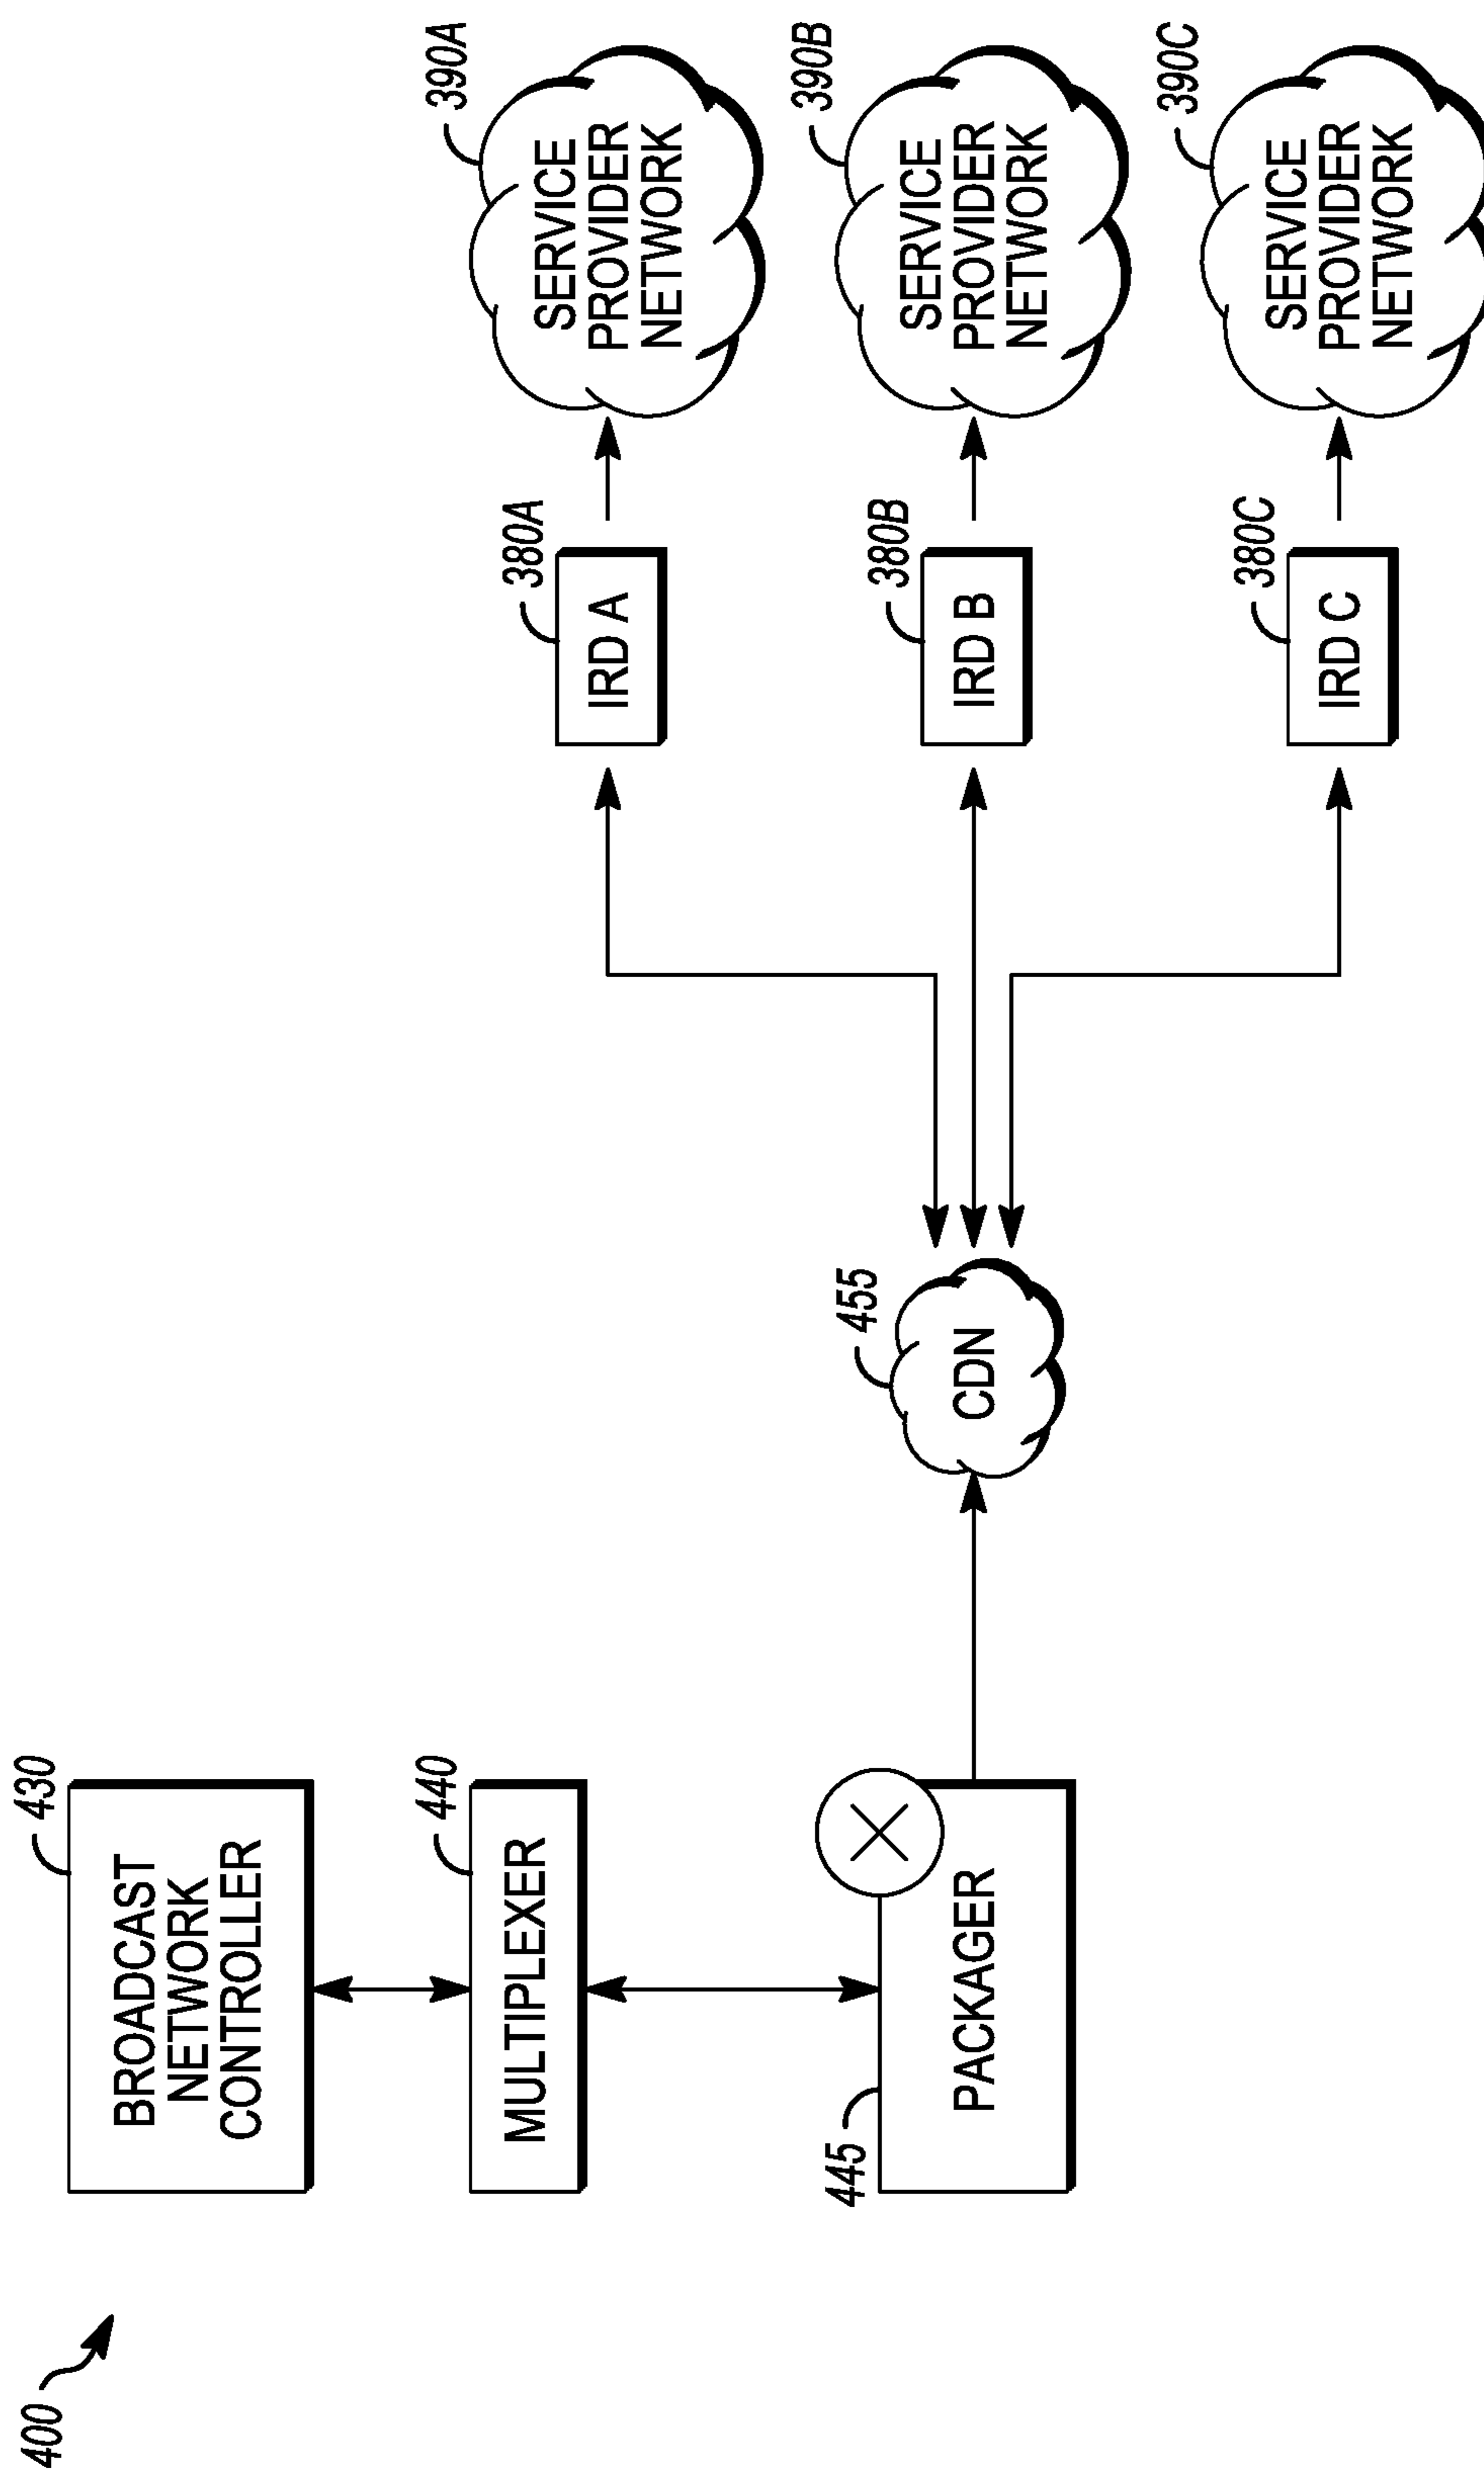 400
430
BROADCAST
NETWORK
CONTROLLER
440
MULTIPLEXER
445
PACKAGER
455
CDN
380A
IRD A
390A
SERVICE
PROVIDER
NETWORK
380B
IRD B
390B
SERVICE
PROVIDER
NETWORK
380C
IRD C
390C
SERVICE
PROVIDER
NETWORK